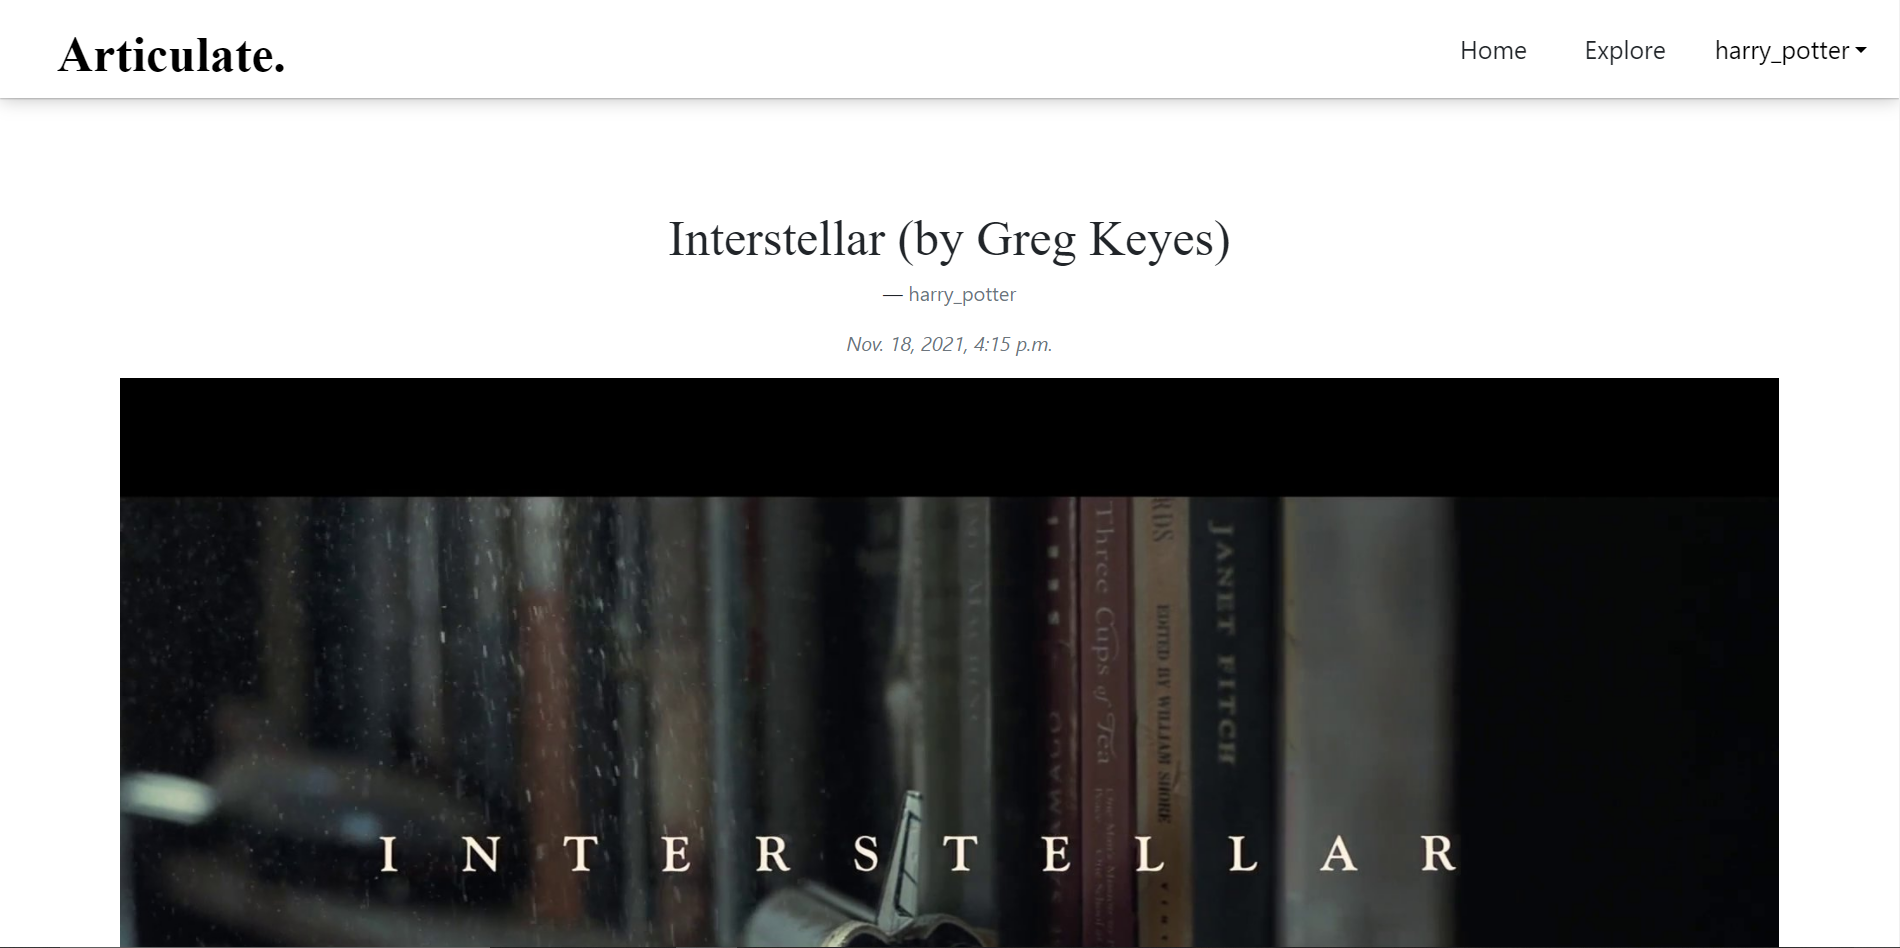 Articulate.
Home Explore harry_potter
Interstellar (by Greg Keyes)
— harry_potter
Nov. 18, 2021, 4:15 p.m.
Three Cups of Tea
RDS
EDITED BY WILLIAM SHORE
JANET FITCH
INTERSTELLAR